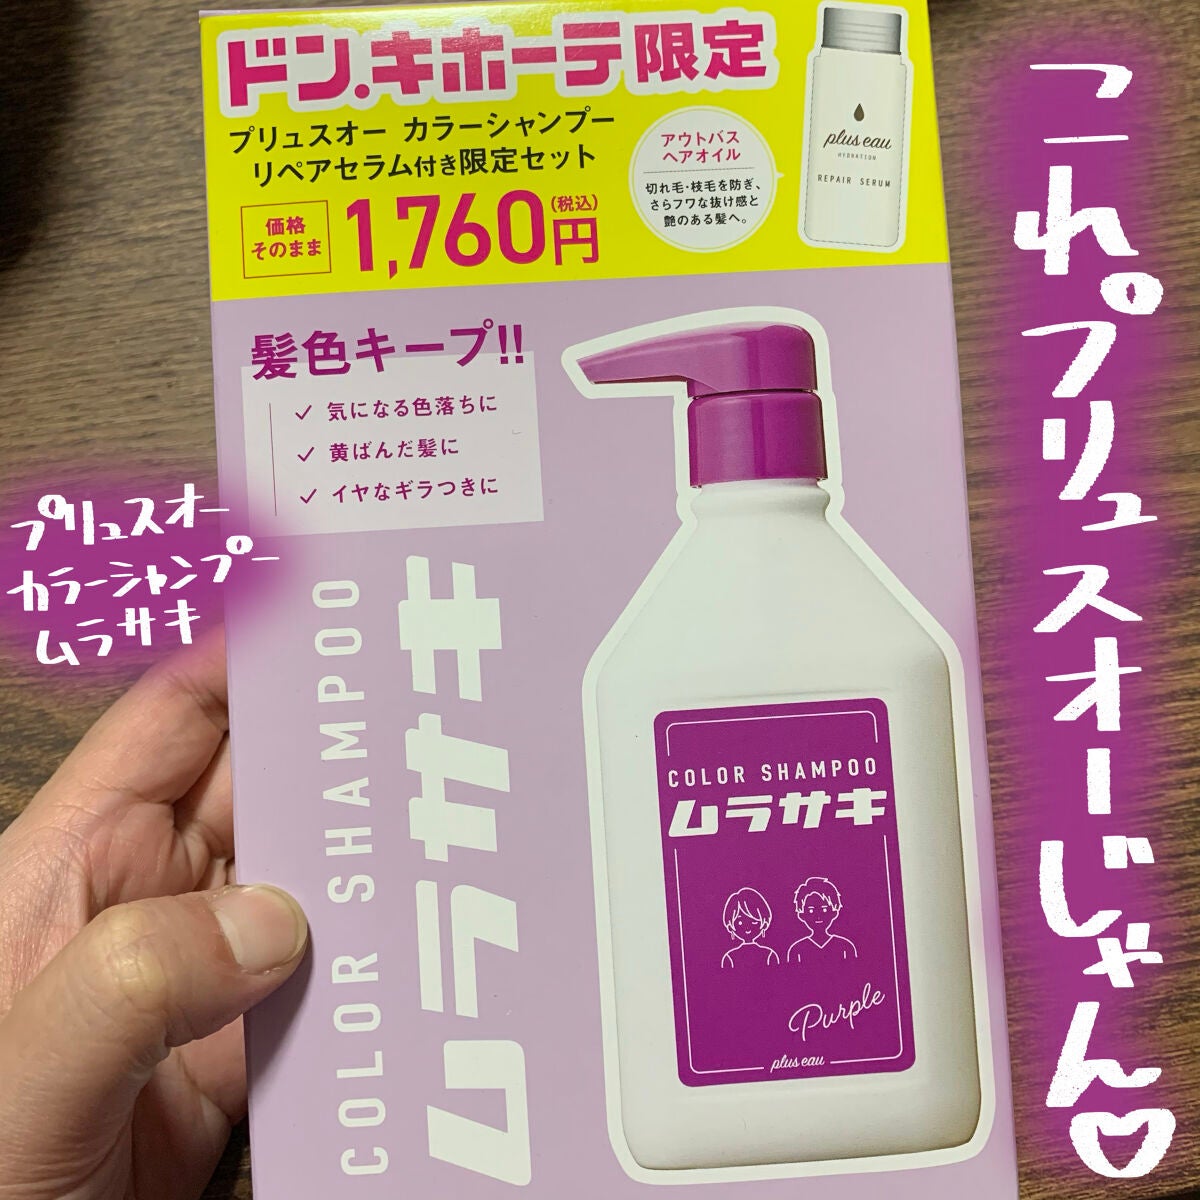 ドン.キホーテ限定
プリュスオー カラーシャンプー
リペアセラム付き限定セット
価格
そのまま
1,760円
(税込)
アウトバス
ヘアオイル
切れ毛・枝毛を防ぎ、
さらフワな抜け感と
艶のある髪へ。
plus eau
HYDRATION
REPAIR SERUM
髪色キープ!!
✓ 気になる色落ちに
✓ 黄ばんだ髪に
✓ イヤなギラつきに
COLOR SHAMPOO
ムラサキ
COLOR SHAMPOO
ムラサキ
Purple
plus eau
プリュスオー
カラーシャンプー
ムラサキ
これプリュスオーじゃん♡